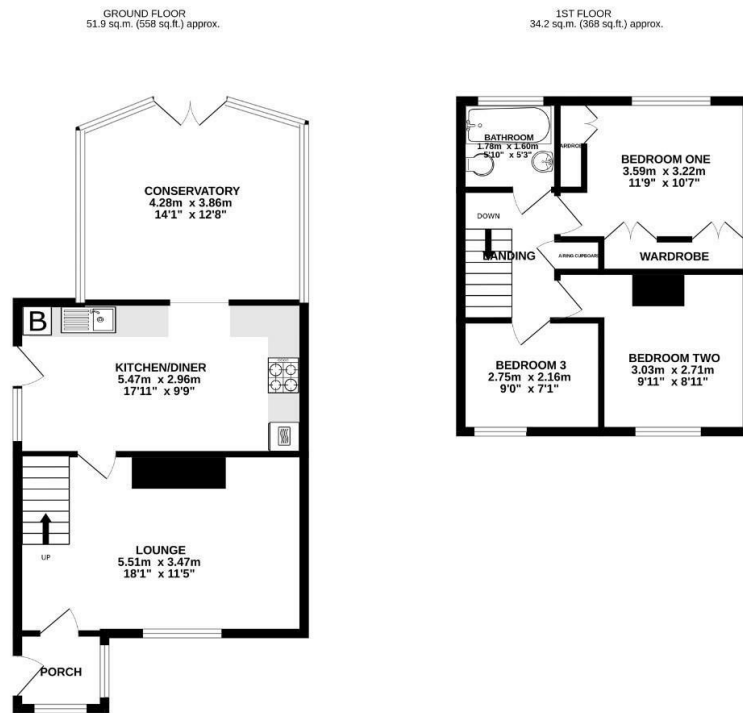 GROUND FLOOR
51.9 sq.m. (558 sq.ft.) approx.
CONSERVATORY
4.28m x 3.86m
14'1" x 12'8"
B
KITCHEN/DINER
5.47m x 2.96m
17'11" x 9'9"
UP
LOUNGE
5.51m x 3.47m
18'1" x 11'5"
PORCH
1ST FLOOR
34.2 sq.m. (368 sq.ft.) approx.
BATHROOM
1.78m x 1.60m
5'10" x 5'3"
BEDROOM ONE
3.59m x 3.22m
11'9" x 10'7"
DOWN
LANDING
WARDROBE
BEDROOM 3
2.75m x 2.16m
9'0" x 7'1"
BEDROOM TWO
3.03m x 2.71m
9'11" x 8'11"